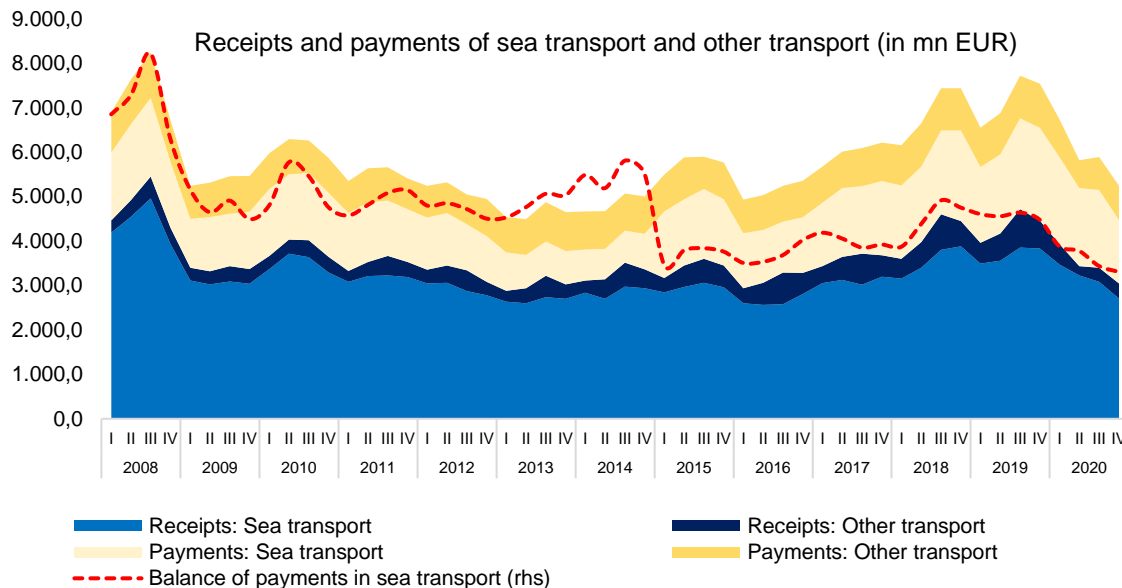 9.000,0
Receipts and payments of sea transport and other transport (in mn EUR)
8.000,0
7.000,0
6.000,0
5.000,0
4.000,0
3.000,0
2.000,0
1.000,0
0,0
I II III IV I II III IV I II III IV I II III IV I II III IV I II III IV I II III IV I II III IV I II III IV I II III IV I II III IV I II III IV I II III IV
2008 2009 2010 2011 2012 2013 2014 2015 2016 2017 2018 2019 2020
Receipts: Sea transport Receipts: Other transport
Payments: Sea transport Payments: Other transport
Balance of payments in sea transport (rhs)